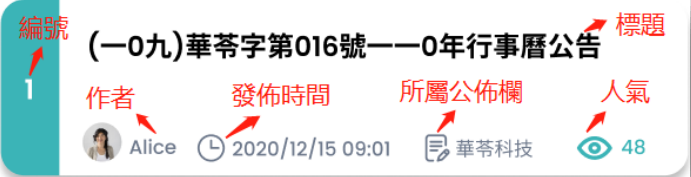 編號
標題
(一0九)華苓字第016號一一0年行事曆公告
1
作者
發佈時間
所屬公佈欄
人氣
Alice
2020/12/15 09:01
華苓科技
48